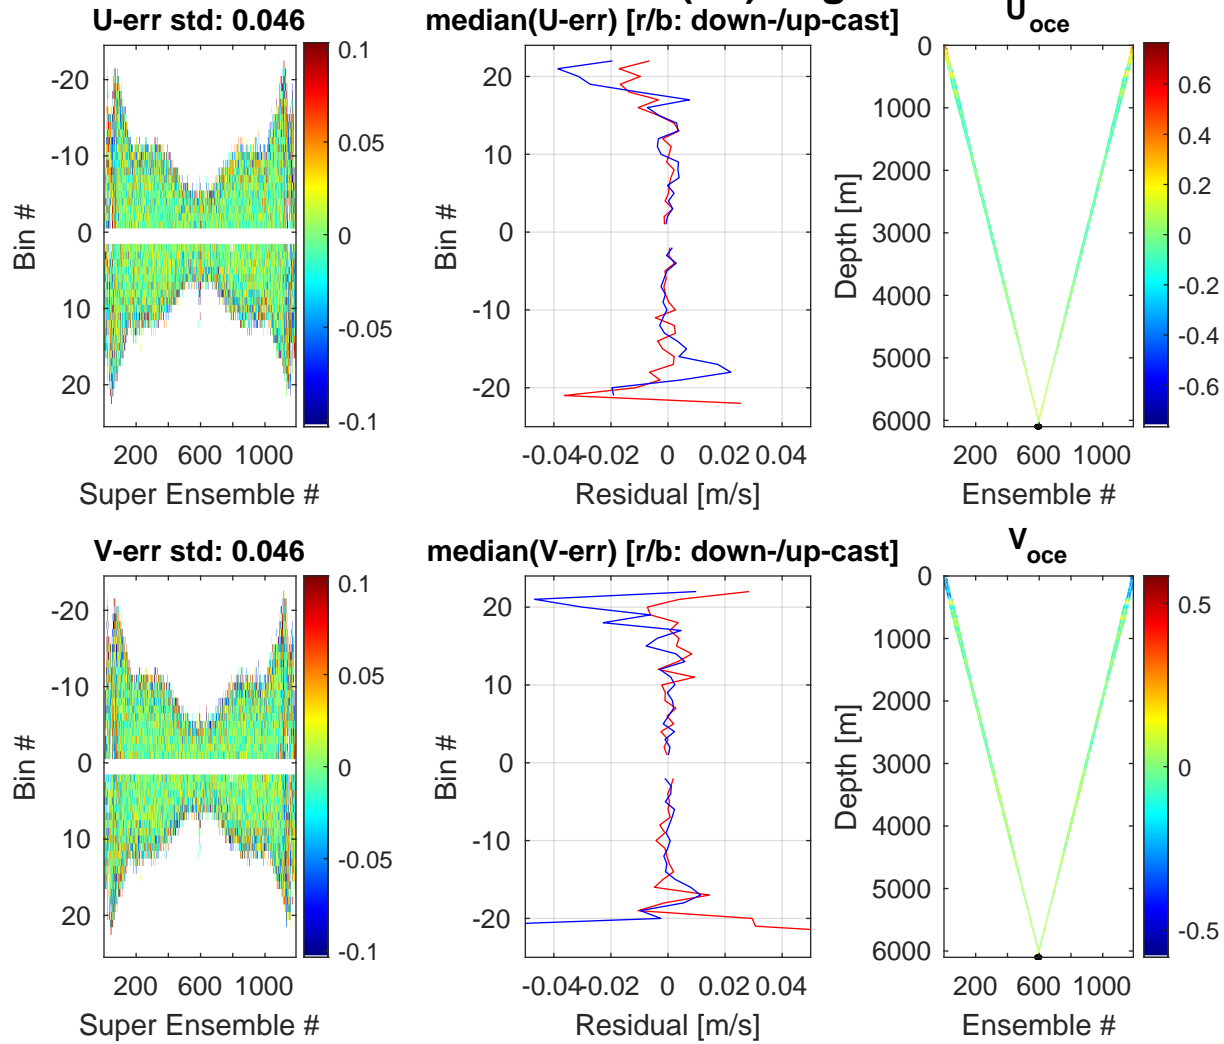 U-err std: 0.046
median(U-err) [r/b: down-/up-cast]
U_oce
-20
-10
0
10
20
Bin #
200 600 1000
Super Ensemble #
0.1
0.05
0
-0.05
-0.1
20
10
0
-10
-20
Bin #
-0.04 -0.02 0 0.02 0.04
Residual [m/s]
0
1000
2000
3000
4000
5000
6000
Depth [m]
200 600 1000
Ensemble #
0.6
0.4
0.2
0
-0.2
-0.4
-0.6
V-err std: 0.046
median(V-err) [r/b: down-/up-cast]
V_oce
-20
-10
0
10
20
Bin #
200 600 1000
Super Ensemble #
0.1
0.05
0
-0.05
-0.1
20
10
0
-10
-20
Bin #
-0.04 -0.02 0 0.02 0.04
Residual [m/s]
0
1000
2000
3000
4000
5000
6000
Depth [m]
200 600 1000
Ensemble #
0.5
0
-0.5